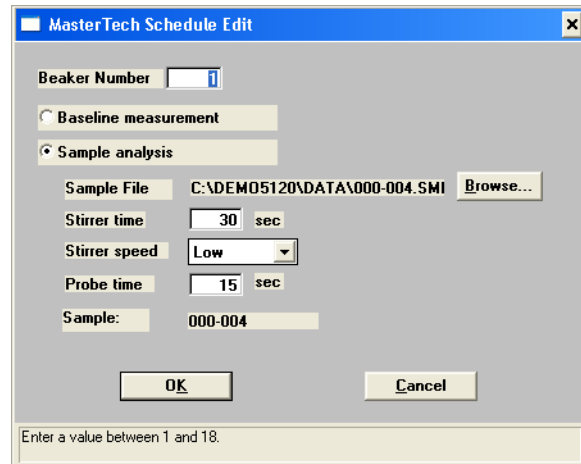 MasterTech Schedule Edit
Beaker Number 1
Baseline measurement
Sample analysis
Sample File C:\DEMO5120\DATA\000-004.SMI Browse...
Stirrer time 30 sec
Stirrer speed Low
Probe time 15 sec
Sample: 000-004
OK Cancel
Enter a value between 1 and 18.